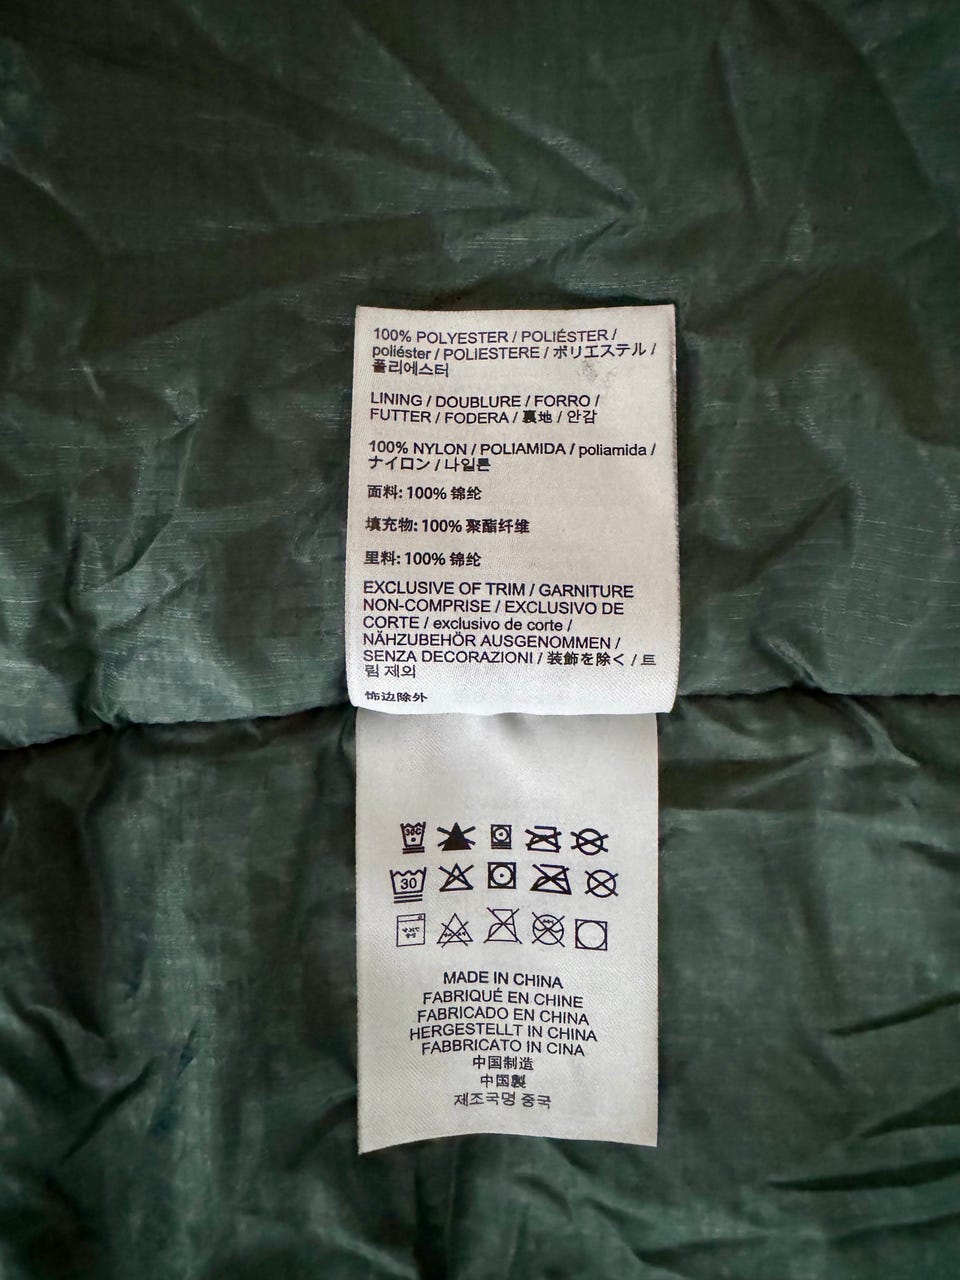 100% POLYESTER / POLIÉSTER /
poliéster / POLIESTERE / ポリエステル /
폴리에스터
LINING / DOUBLURE / FORRO /
FUTTER / FODERA / 裏地 / 안감
100% NYLON / POLIAMIDA / poliamida /
ナイロン / 나일론
面料: 100% 锦纶
填充物: 100% 聚酯纤维
里料: 100% 锦纶
EXCLUSIVE OF TRIM / GARNITURE
NON-COMPRISE / EXCLUSIVO DE
CORTE / exclusivo de corte /
NÄHZUBEHÖR AUSGENOMMEN /
SENZA DECORAZIONI / 装飾を除く / 트
림 제외
饰边除外
30C
30
MADE IN CHINA
FABRIQUÉ EN CHINE
FABRICADO EN CHINA
HERGESTELLT IN CHINA
FABBRICATO IN CINA
中国制造
中国製
제조국명 중국